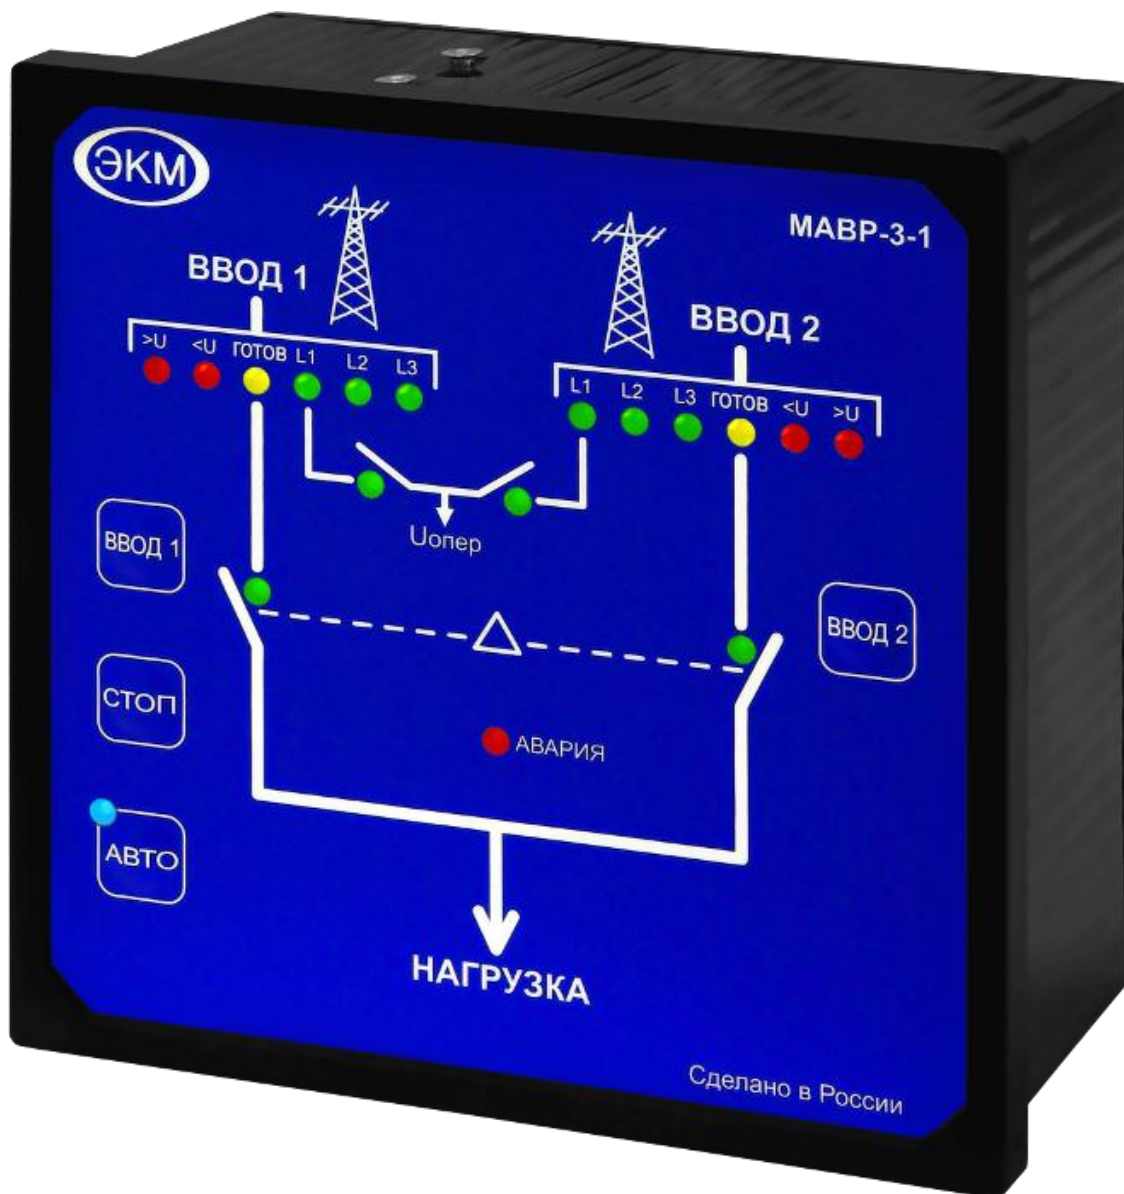 ЭКМ
МАВР-3-1
ВВОД 1
ВВОД 2
>U <U ГОТОВ L1 L2 L3
L1 L2 L3 ГОТОВ <U >U
Uопер
ВВОД 1
ВВОД 2
СТОП
АВАРИЯ
АВТО
НАГРУЗКА
Сделано в России